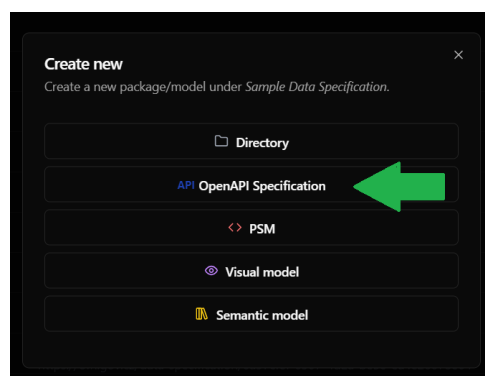 Create new
Create a new package/model under Sample Data Specification.
Directory
API OpenAPI Specification
PSM
Visual model
Semantic model